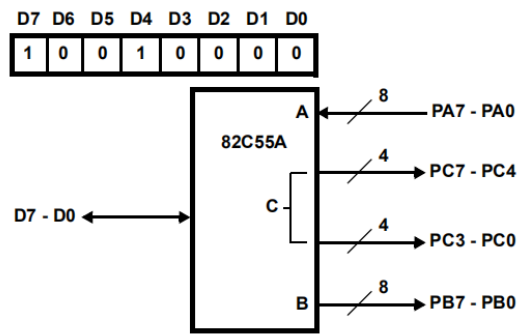 D7 D6 D5 D4 D3 D2 D1 D0
1 0 0 1 0 0 0 0
8
A PA7 - PA0
82C55A
4
PC7 - PC4
C
D7 - D0
4
PC3 - PC0
8
B PB7 - PB0